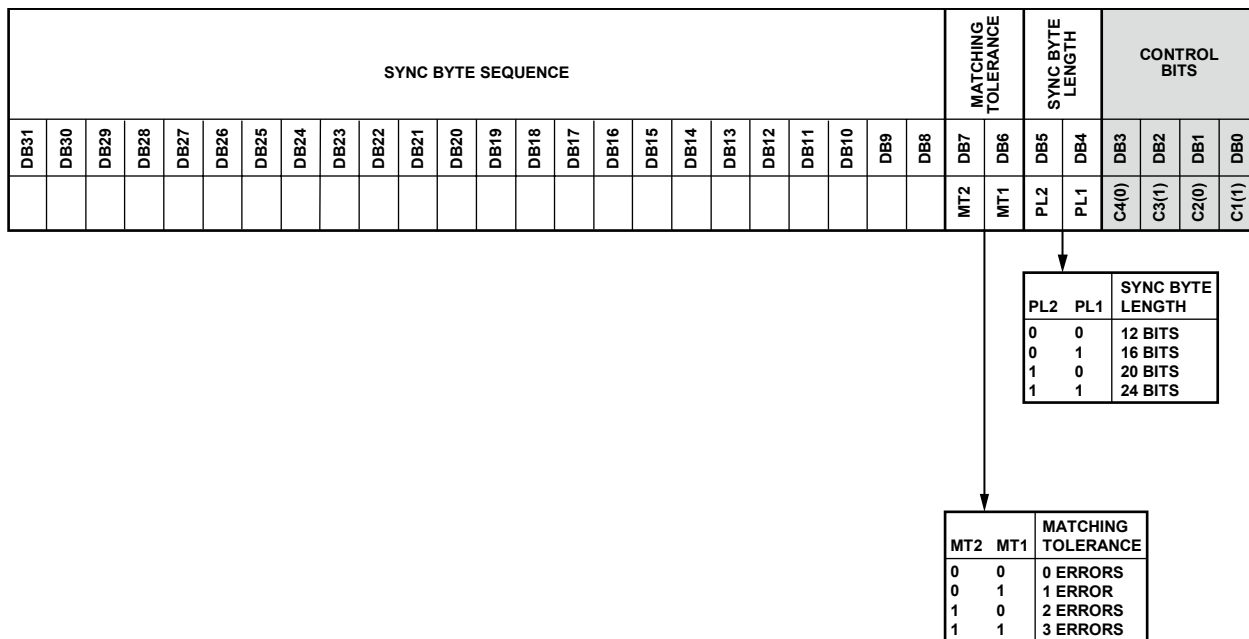 SYNC BYTE SEQUENCE
MATCHING
TOLERANCE
SYNC BYTE
LENGTH
CONTROL
BITS
DB31 DB30 DB29 DB28 DB27 DB26 DB25 DB24 DB23 DB22 DB21 DB20 DB19 DB18 DB17 DB16 DB15 DB14 DB13 DB12 DB11 DB10 DB9 DB8 DB7 DB6 DB5 DB4 DB3 DB2 DB1 DB0
MT2 MT1 PL2 PL1 C4(0) C3(1) C2(0) C1(1)
SYNC BYTE
PL2 PL1 LENGTH
0 0 12 BITS
0 1 16 BITS
1 0 20 BITS
1 1 24 BITS
MATCHING
MT2 MT1 TOLERANCE
0 0 0 ERRORS
0 1 1 ERROR
1 0 2 ERRORS
1 1 3 ERRORS